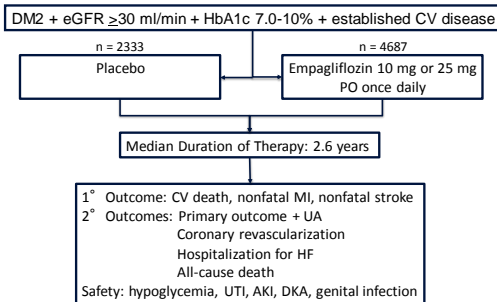 DM2 + eGFR ≥30 ml/min + HbA1c 7.0-10% + established CV disease
n = 2333
n = 4687
Placebo
Empagliflozin 10 mg or 25 mg
PO once daily
Median Duration of Therapy: 2.6 years
1° Outcome: CV death, nonfatal MI, nonfatal stroke
2° Outcomes: Primary outcome + UA
Coronary revascularization
Hospitalization for HF
All-cause death
Safety: hypoglycemia, UTI, AKI, DKA, genital infection